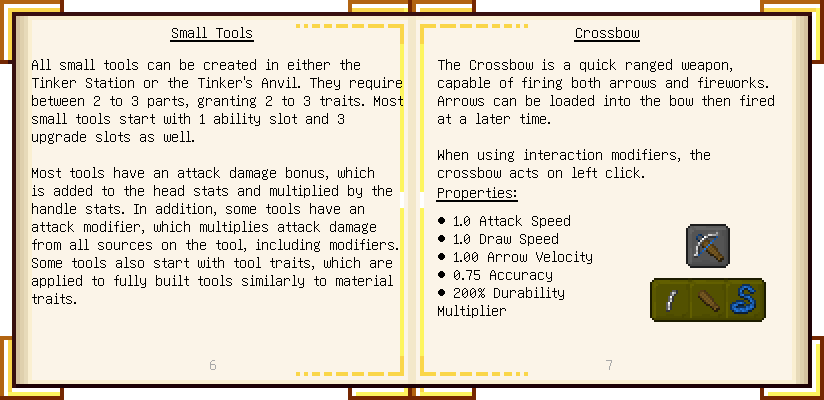 Small Tools
All small tools can be created in either the
Tinker Station or the Tinker's Anvil. They require
between 2 to 3 parts, granting 2 to 3 traits. Most
small tools start with 1 ability slot and 3
upgrade slots as well.
Most tools have an attack damage bonus, which
is added to the head stats and multiplied by the
handle stats. In addition, some tools have an
attack modifier, which multiplies attack damage
from all sources on the tool, including modifiers.
Some tools also start with tool traits, which are
applied to fully built tools similarly to material
traits.
6
Crossbow
The Crossbow is a quick ranged weapon,
capable of firing both arrows and fireworks.
Arrows can be loaded into the bow then fired
at a later time.
When using interaction modifiers, the
crossbow acts on left click.
Properties:
● 1.0 Attack Speed
● 1.0 Draw Speed
● 1.00 Arrow Velocity
● 0.75 Accuracy
● 200% Durability
Multiplier
7